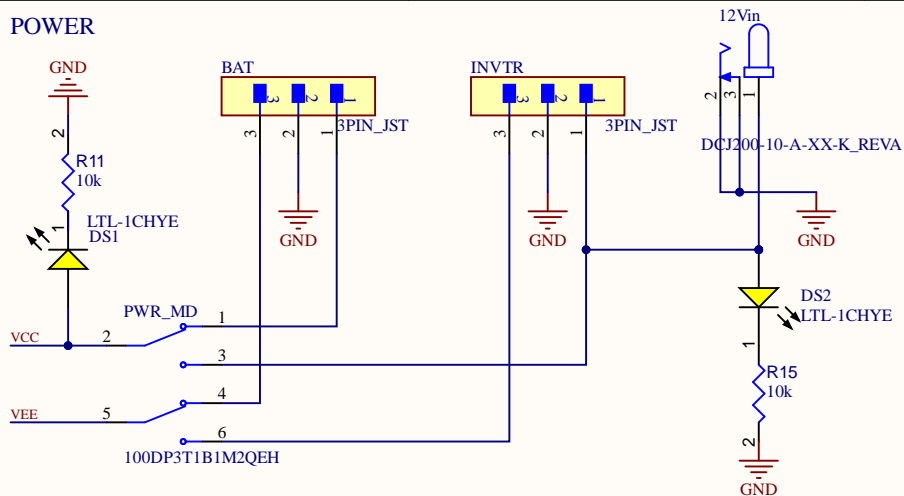 POWER
12Vin
GND
BAT
INVTR
3
2
1
3
2
1
3PIN_JST
3PIN_JST
2
3
1
3
2
1
3
2
1
2
DCJ200-10-A-XX-K_REVA
R11
10k
LTL-1CHYE
1
DS1
GND
GND
GND
DS2
LTL-1CHYE
PWR_MD
1
VCC
2
1
3
R15
10k
4
VEE
5
6
2
100DP3T1B1M2QEH
GND